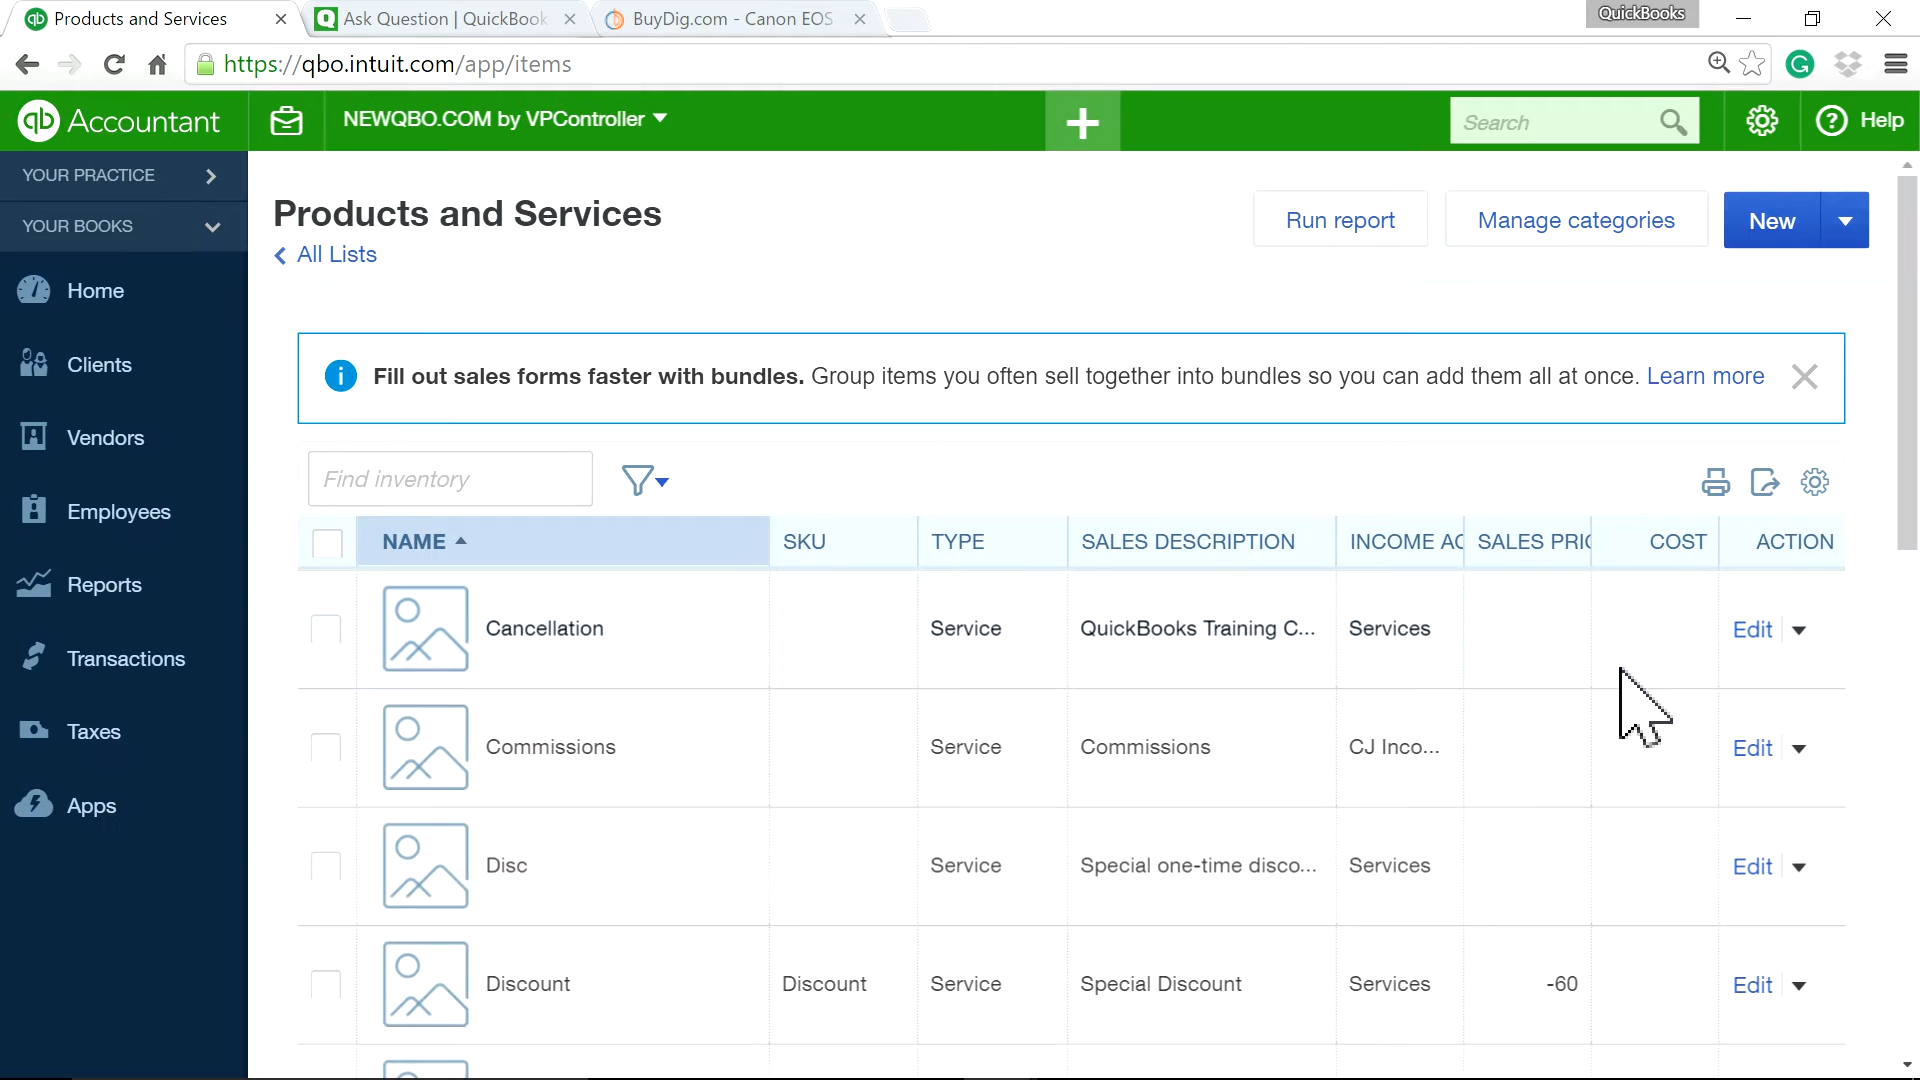 Products and Services
Ask Question | QuickBook
BuyDig.com - Canon EOS
QuickBooks
https://qbo.intuit.com/app/items
qb Accountant
NEWQBO.COM by VPController
Search
Help
YOUR PRACTICE
YOUR BOOKS
Home
Clients
Vendors
Employees
Reports
Transactions
Taxes
Apps
Products and Services
All Lists
Run report
Manage categories
New
Fill out sales forms faster with bundles. Group items you often sell together into bundles so you can add them all at once. Learn more
Find inventory
NAME SKU TYPE SALES DESCRIPTION INCOME AC SALES PRIC COST ACTION
Cancellation Service QuickBooks Training C... Services Edit
Commissions Service Commissions CJ Inco... Edit
Disc Service Special one-time disco... Services Edit
Discount Discount Service Special Discount Services -60 Edit